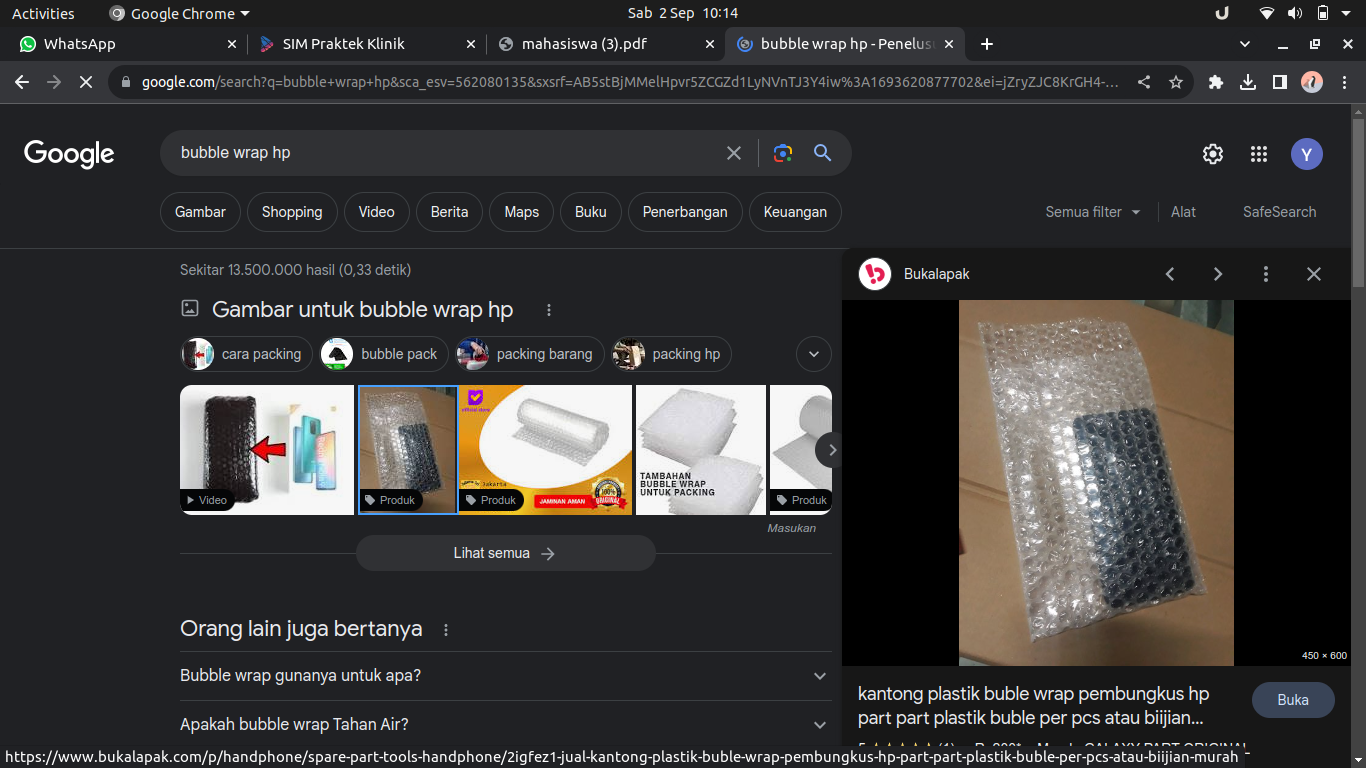 Activities
Google Chrome
Sab 2 Sep 10:14
WhatsApp
SIM Praktek Klinik
mahasiswa (3).pdf
bubble wrap hp - Penelus
google.com/search?q=bubble+wrap+hp&sca_esv=562080135&sxsrf=AB5stBjMMelHpvr5ZCGZd1LyNVnTJ3Y4iw%3A1693620877702&ei=jZryZJC8KrGH4-...
Google
bubble wrap hp
Y
Gambar
Shopping
Video
Berita
Maps
Buku
Penerbangan
Keuangan
Semua filter
Alat
SafeSearch
Sekitar 13.500.000 hasil (0,33 detik)
Gambar untuk bubble wrap hp
cara packing
bubble pack
packing barang
packing hp
Video
Produk
official store
Jakarta
JAMINAN AMAN
100%
ORIGINAL
Produk
TAMBAHAN
BUBBLE WRAP
UNTUK PACKING
Produk
Masukan
Lihat semua
Orang lain juga bertanya
Bubble wrap gunanya untuk apa?
Apakah bubble wrap Tahan Air?
Bukalapak
450 × 600
kantong plastik buble wrap pembungkus hp
part part plastik buble per pcs atau biijian...
Buka
https://www.bukalapak.com/p/handphone/spare-part-tools-handphone/2igfez1-jual-kantong-plastik-buble-wrap-pembungkus-hp-part-part-plastik-buble-per-pcs-atau-biijian-murah